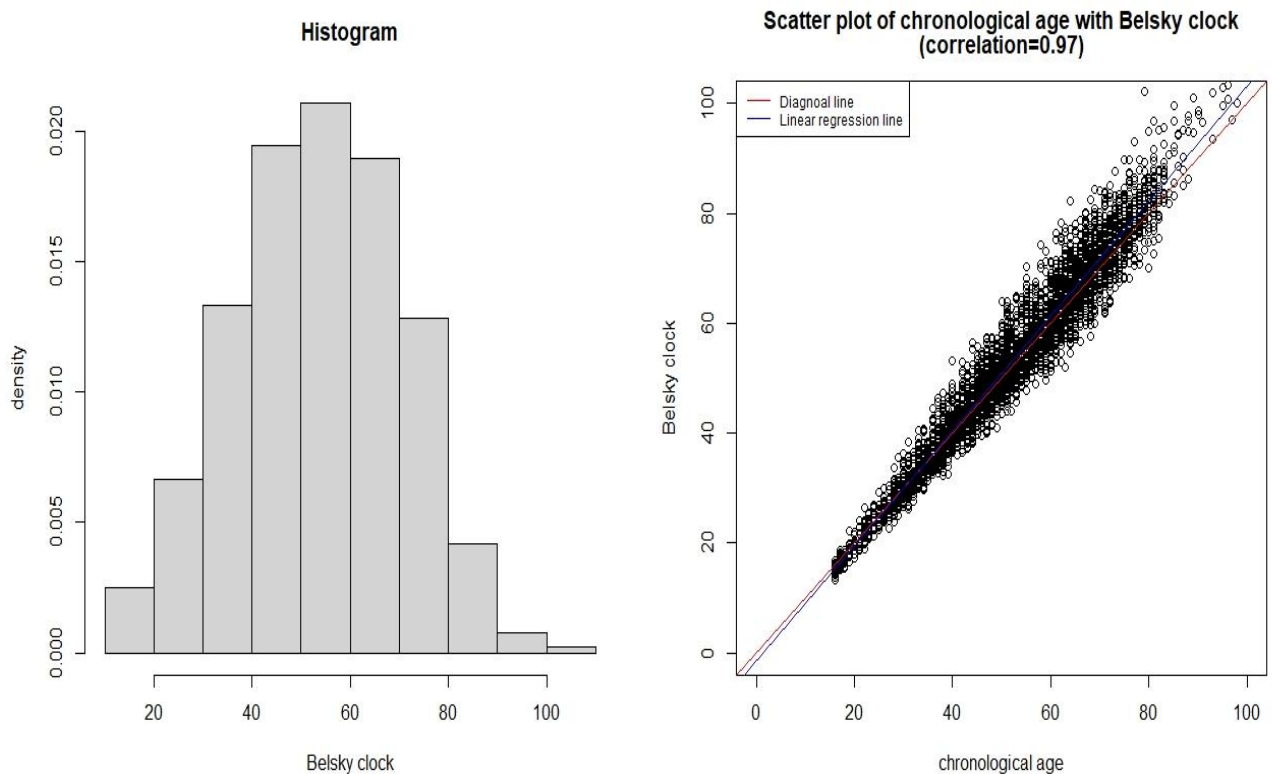 Histogram
density
0.000
0.005
0.010
0.015
0.020
20
40
60
80
100
Belsky clock
Scatter plot of chronological age with Belsky clock
(correlation=0.97)
Diagnoal line
Linear regression line
Belsky clock
0
20
40
60
80
100
0
20
40
60
80
100
chronological age